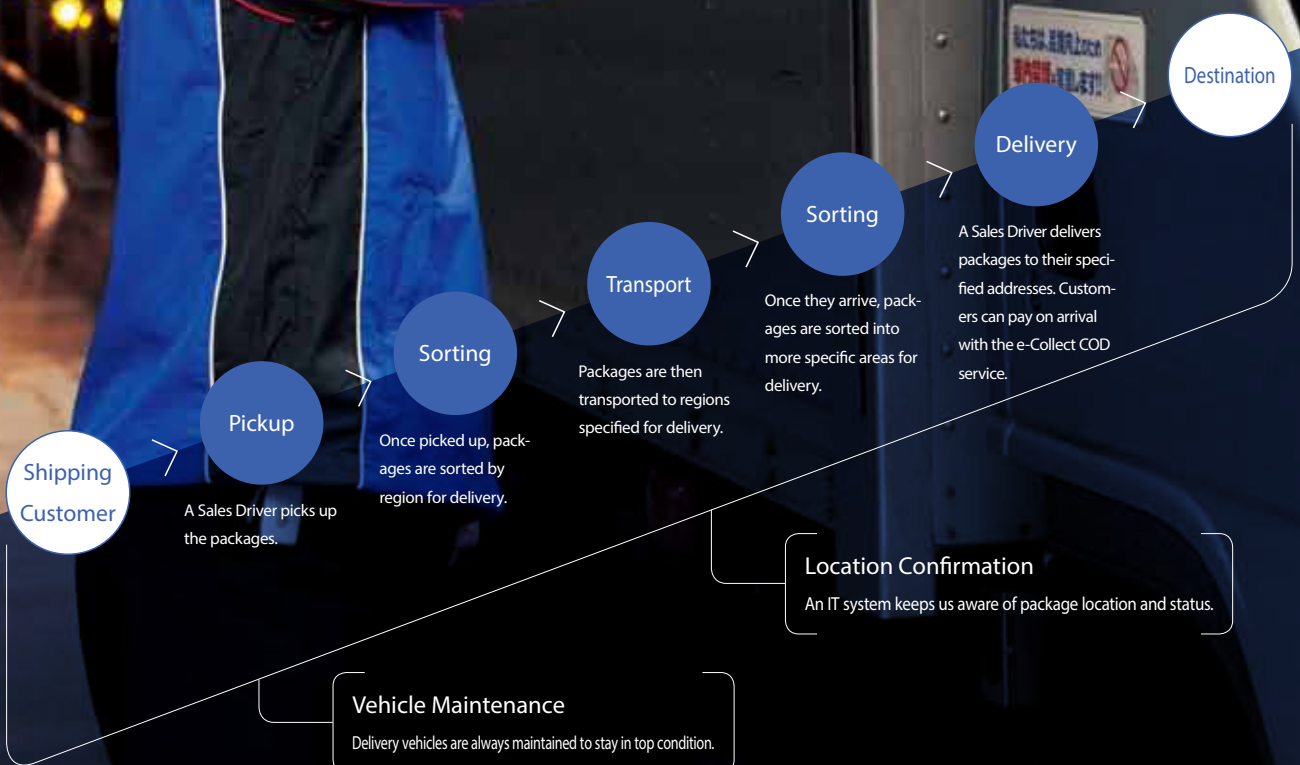 Shipping
Customer
Pickup
A Sales Driver picks up
the packages.
Sorting
Once picked up, pack-
ages are sorted by
region for delivery.
Transport
Packages are then
transported to regions
specified for delivery.
Sorting
Once they arrive, pack-
ages are sorted into
more specific areas for
delivery.
Delivery
A Sales Driver delivers
packages to their speci-
fied addresses. Custom-
ers can pay on arrival
with the e-Collect COD
service.
Destination
Location Confirmation
An IT system keeps us aware of package location and status.
Vehicle Maintenance
Delivery vehicles are always maintained to stay in top condition.